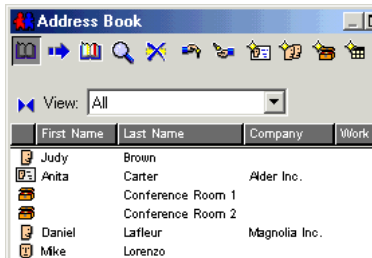 Address Book
View: All
First Name Last Name Company Work
Judy Brown
Anita Carter Alder Inc.
Conference Room 1
Conference Room 2
Daniel Lafleur Magnolia Inc.
Mike Lorenzo